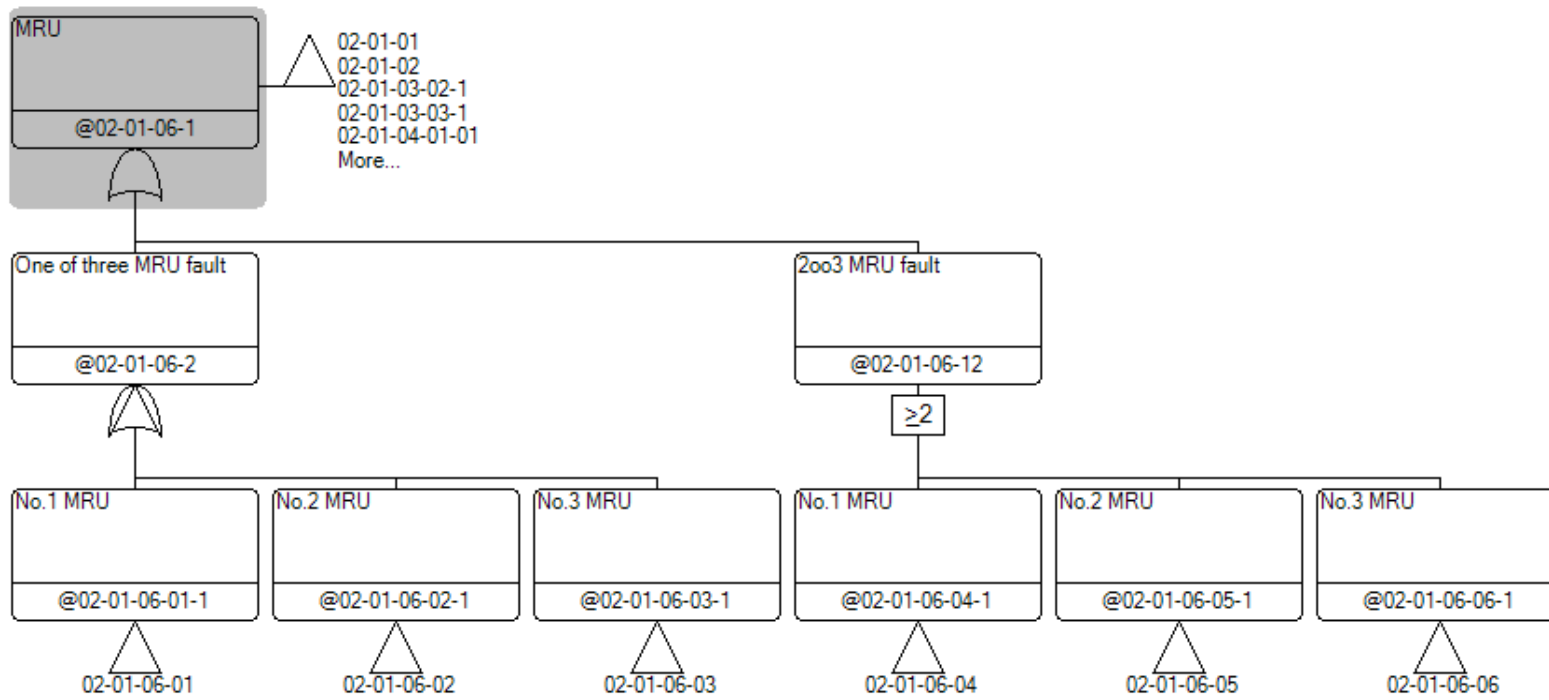 MRU
@02-01-06-1
02-01-01
02-01-02
02-01-03-02-1
02-01-03-03-1
02-01-04-01-01
More...
One of three MRU fault
@02-01-06-2
2oo3 MRU fault
@02-01-06-12
≥2
No.1 MRU
@02-01-06-01-1
02-01-06-01
No.2 MRU
@02-01-06-02-1
02-01-06-02
No.3 MRU
@02-01-06-03-1
02-01-06-03
No.1 MRU
@02-01-06-04-1
02-01-06-04
No.2 MRU
@02-01-06-05-1
02-01-06-05
No.3 MRU
@02-01-06-06-1
02-01-06-06